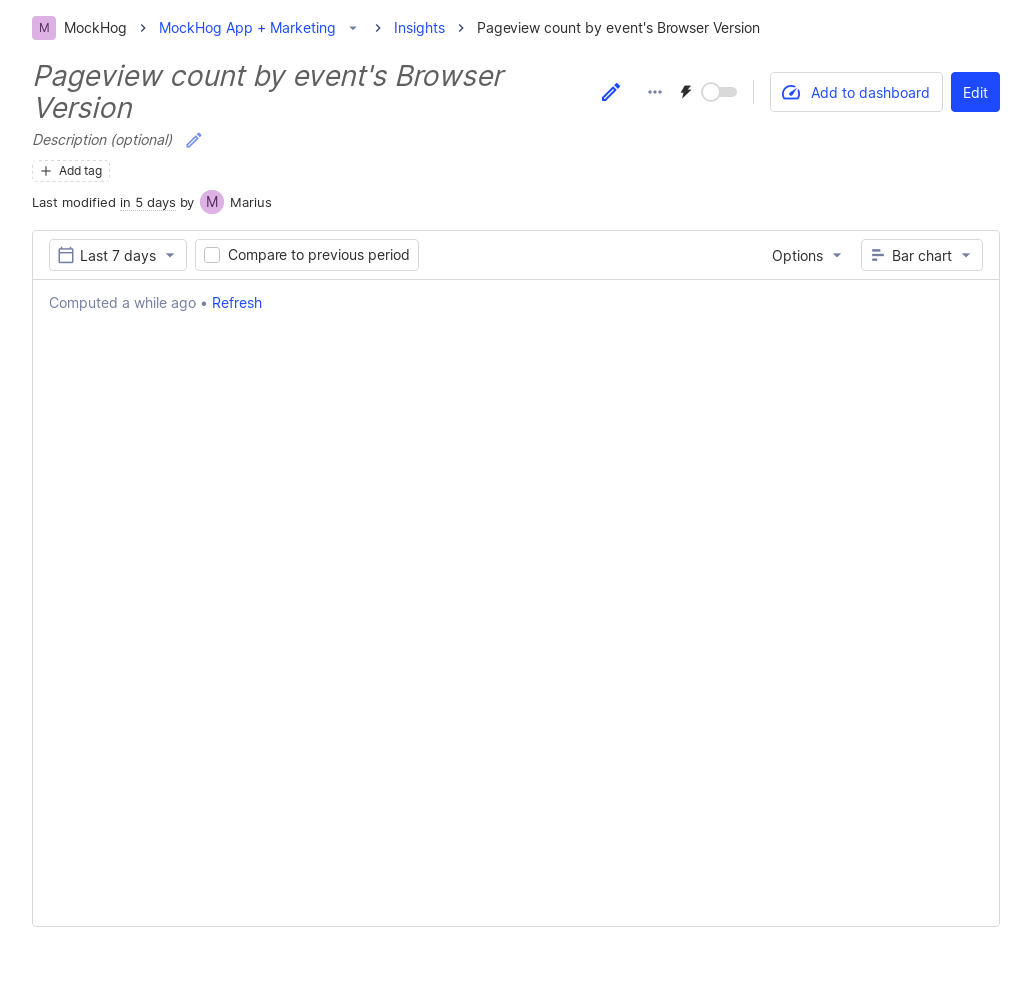 M MockHog MockHog App + Marketing Insights Pageview count by event's Browser Version
Pageview count by event's Browser
Version
Add to dashboard Edit
Description (optional)
Add tag
Last modified in 5 days by M Marius
Last 7 days Compare to previous period Options Bar chart
Computed a while ago • Refresh